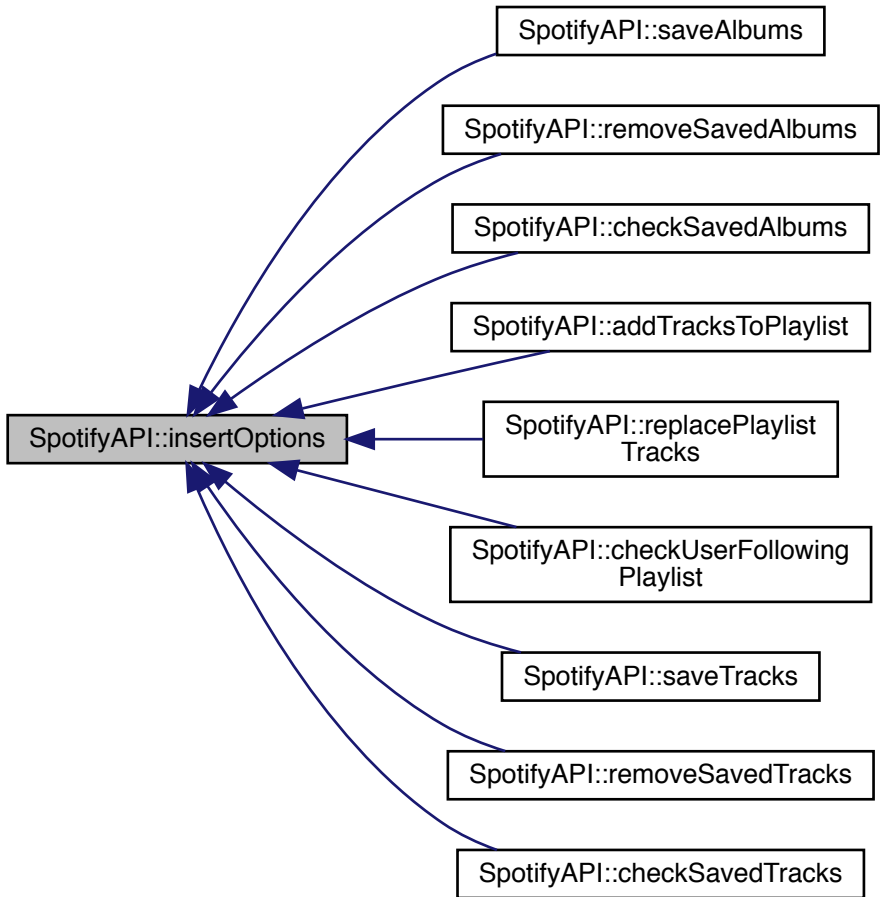 SpotifyAPI::saveAlbums
SpotifyAPI::removeSavedAlbums
SpotifyAPI::checkSavedAlbums
SpotifyAPI::addTracksToPlaylist
SpotifyAPI::insertOptions
SpotifyAPI::replacePlaylist
Tracks
SpotifyAPI::checkUserFollowing
Playlist
SpotifyAPI::saveTracks
SpotifyAPI::removeSavedTracks
SpotifyAPI::checkSavedTracks